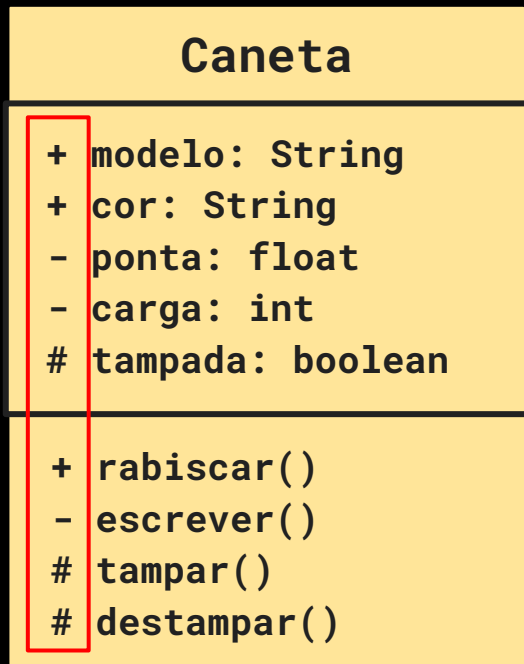 Caneta
+ modelo: String
+ cor: String
- ponta: float
- carga: int
# tampada: boolean
+ rabiscar()
- escrever()
# tampar()
# destampar()